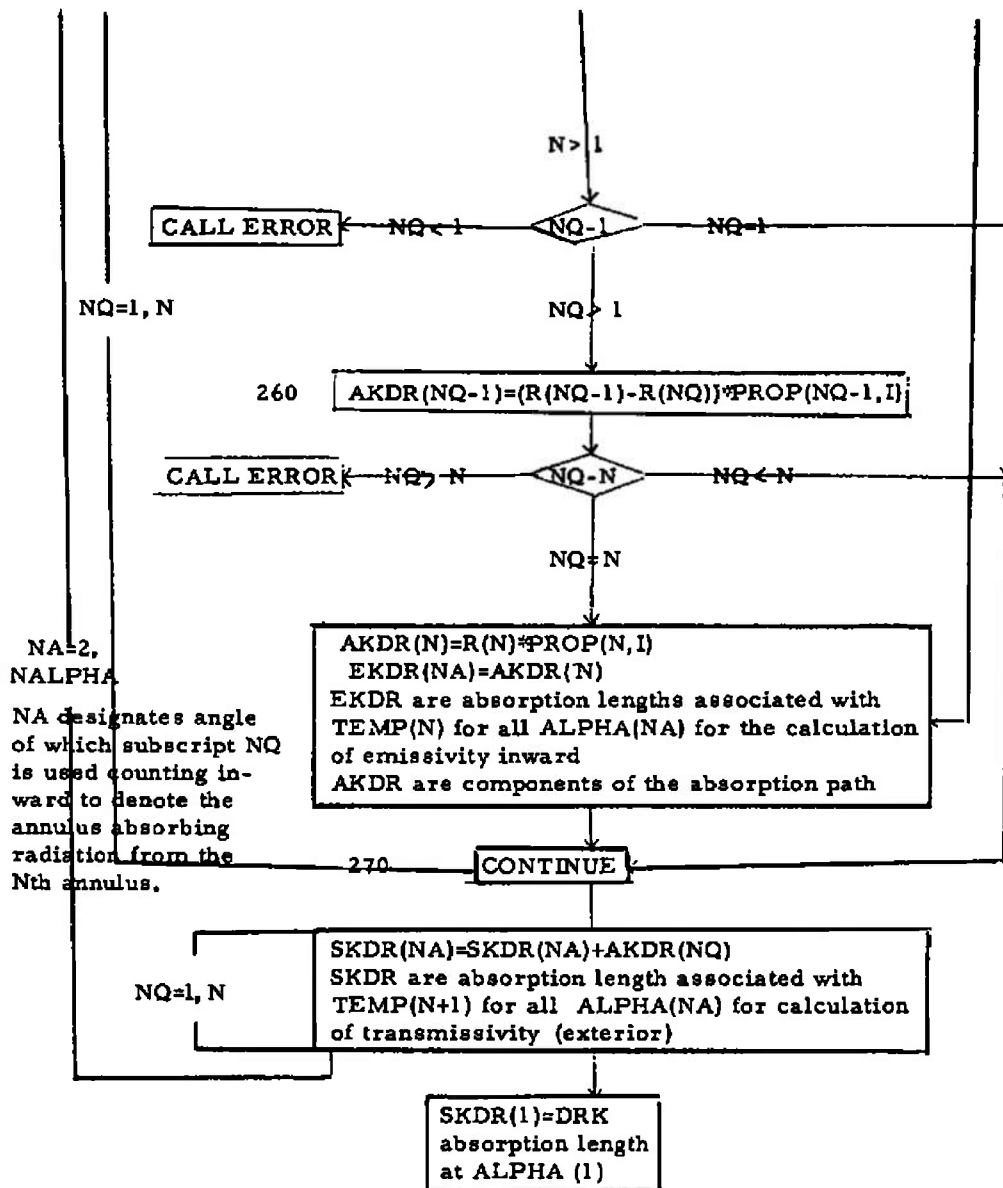 N > 1
CALL ERROR
NQ < 1
NQ-1
NQ=1
NQ=1, N
NQ > 1
260
AKDR(NQ-1)=(R(NQ-1)-R(NQ))*PROP(NQ-1,I)
CALL ERROR
NQ > N
NQ-N
NQ < N
NQ=N
NA=2,
NALPHA
NA designates angle
of which subscript NQ
is used counting in-
ward to denote the
annulus absorbing
radiation from the
Nth annulus.
AKDR(N)=R(N)*PROP(N,I)
EKDR(NA)=AKDR(N)
EKDR are absorption lengths associated with
TEMP(N) for all ALPHA(NA) for the calculation
of emissivity inward
AKDR are components of the absorption path
270
CONTINUE
NQ=1, N
SKDR(NA)=SKDR(NA)+AKDR(NQ)
SKDR are absorption length associated with
TEMP(N+1) for all ALPHA(NA) for calculation
of transmissivity (exterior)
SKDR(1)=DRK
absorption length
at ALPHA (1)